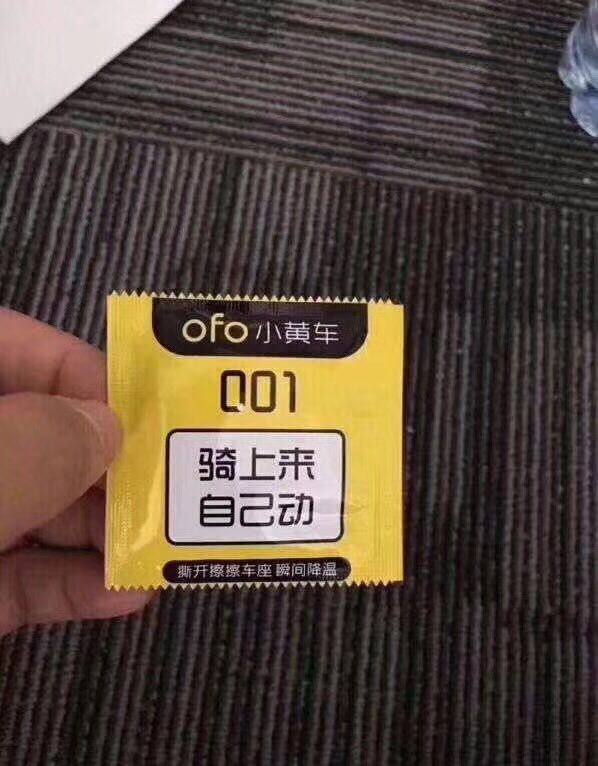 ofo小黄车
001
骑上来
自己动
撕开擦擦车座 瞬间降温